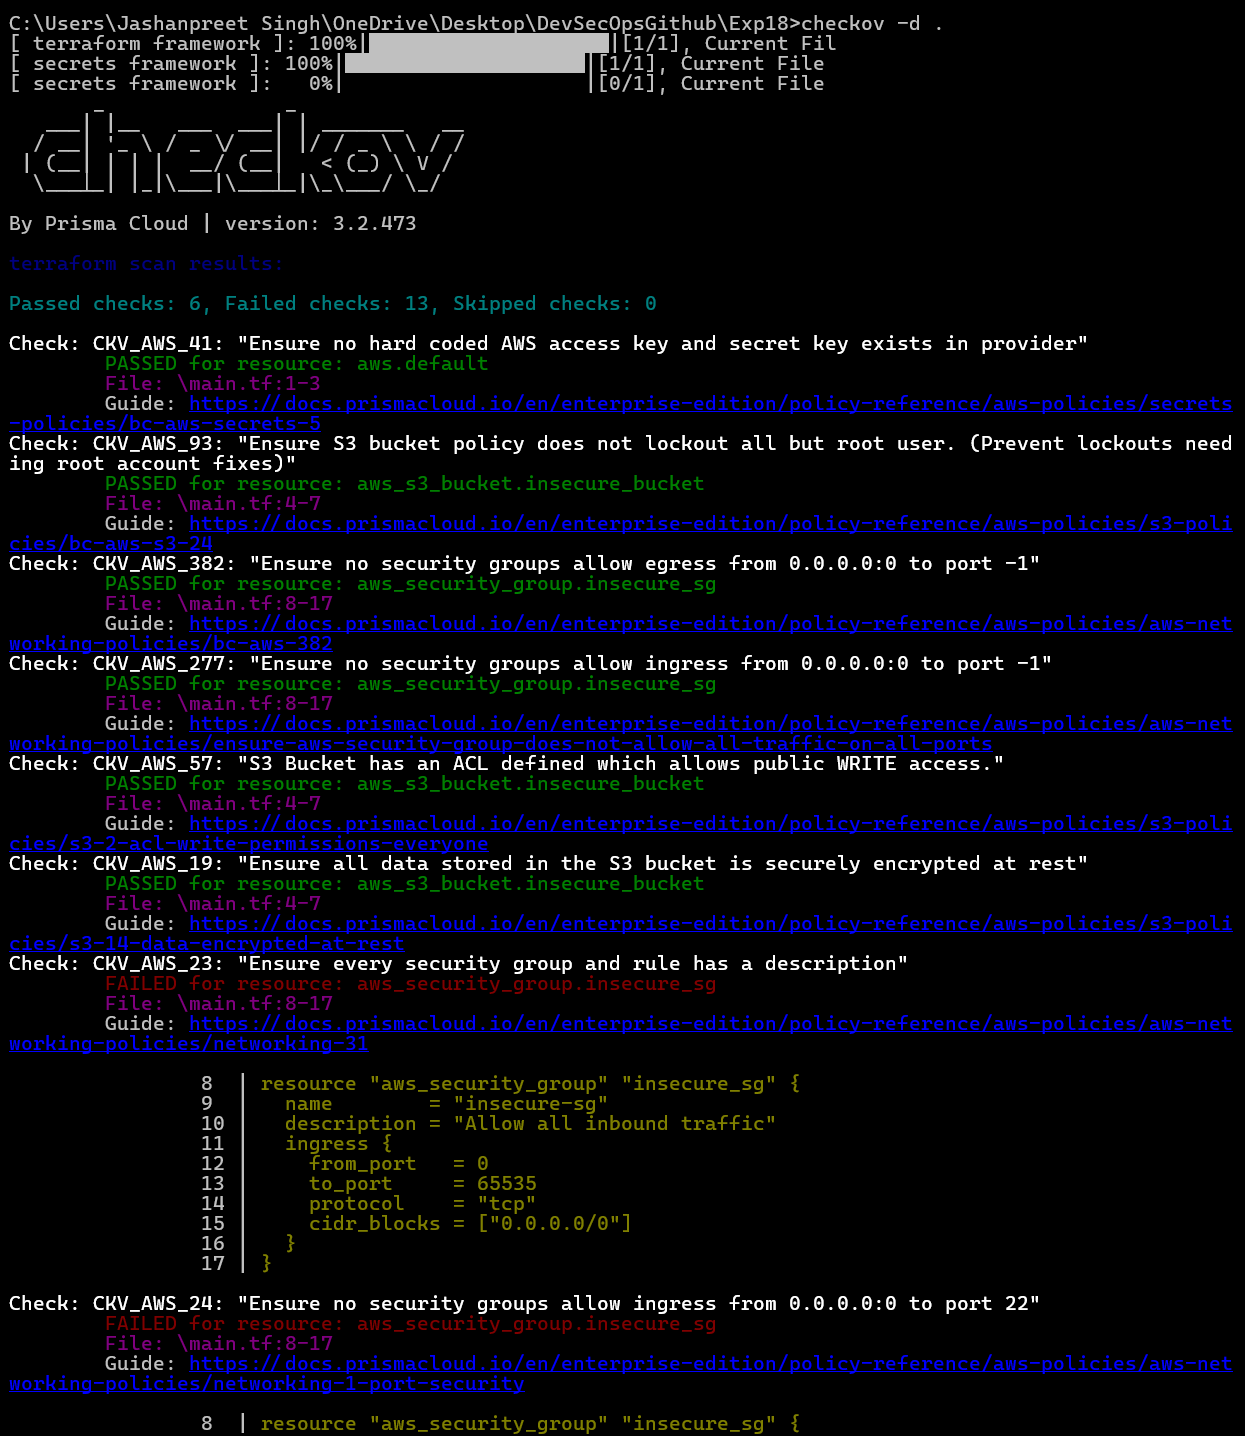 C:\Users\Jashanpreet Singh\OneDrive\Desktop\DevSecOpsGithub\Exp18>checkov -d .
[ terraform framework ]: 100%|████████████████████|[1/1], Current Fil
[ secrets framework ]: 100%|████████████████████|[1/1], Current File
[ secrets framework ]:   0%|                    |[0/1], Current File
checkov
By Prisma Cloud | version: 3.2.473
terraform scan results:
Passed checks: 6, Failed checks: 13, Skipped checks: 0
Check: CKV_AWS_41: "Ensure no hard coded AWS access key and secret key exists in provider"
PASSED for resource: aws.default
File: \main.tf:1-3
Guide: https://docs.prismacloud.io/en/enterprise-edition/policy-reference/aws-policies/secrets
-policies/bc-aws-secrets-5
Check: CKV_AWS_93: "Ensure S3 bucket policy does not lockout all but root user. (Prevent lockouts need
ing root account fixes)"
PASSED for resource: aws_s3_bucket.insecure_bucket
File: \main.tf:4-7
Guide: https://docs.prismacloud.io/en/enterprise-edition/policy-reference/aws-policies/s3-poli
cies/bc-aws-s3-24
Check: CKV_AWS_382: "Ensure no security groups allow egress from 0.0.0.0:0 to port -1"
PASSED for resource: aws_security_group.insecure_sg
File: \main.tf:8-17
Guide: https://docs.prismacloud.io/en/enterprise-edition/policy-reference/aws-policies/aws-net
working-policies/bc-aws-382
Check: CKV_AWS_277: "Ensure no security groups allow ingress from 0.0.0.0:0 to port -1"
PASSED for resource: aws_security_group.insecure_sg
File: \main.tf:8-17
Guide: https://docs.prismacloud.io/en/enterprise-edition/policy-reference/aws-policies/aws-net
working-policies/ensure-aws-security-group-does-not-allow-all-traffic-on-all-ports
Check: CKV_AWS_57: "S3 Bucket has an ACL defined which allows public WRITE access."
PASSED for resource: aws_s3_bucket.insecure_bucket
File: \main.tf:4-7
Guide: https://docs.prismacloud.io/en/enterprise-edition/policy-reference/aws-policies/s3-poli
cies/s3-2-acl-write-permissions-everyone
Check: CKV_AWS_19: "Ensure all data stored in the S3 bucket is securely encrypted at rest"
PASSED for resource: aws_s3_bucket.insecure_bucket
File: \main.tf:4-7
Guide: https://docs.prismacloud.io/en/enterprise-edition/policy-reference/aws-policies/s3-poli
cies/s3-14-data-encrypted-at-rest
Check: CKV_AWS_23: "Ensure every security group and rule has a description"
FAILED for resource: aws_security_group.insecure_sg
File: \main.tf:8-17
Guide: https://docs.prismacloud.io/en/enterprise-edition/policy-reference/aws-policies/aws-net
working-policies/networking-31
8  | resource "aws_security_group" "insecure_sg" {
9  |   name        = "insecure-sg"
10 |   description = "Allow all inbound traffic"
11 |   ingress {
12 |     from_port   = 0
13 |     to_port     = 65535
14 |     protocol    = "tcp"
15 |     cidr_blocks = ["0.0.0.0/0"]
16 |   }
17 | }
Check: CKV_AWS_24: "Ensure no security groups allow ingress from 0.0.0.0:0 to port 22"
FAILED for resource: aws_security_group.insecure_sg
File: \main.tf:8-17
Guide: https://docs.prismacloud.io/en/enterprise-edition/policy-reference/aws-policies/aws-net
working-policies/networking-1-port-security
8  | resource "aws_security_group" "insecure_sg" {